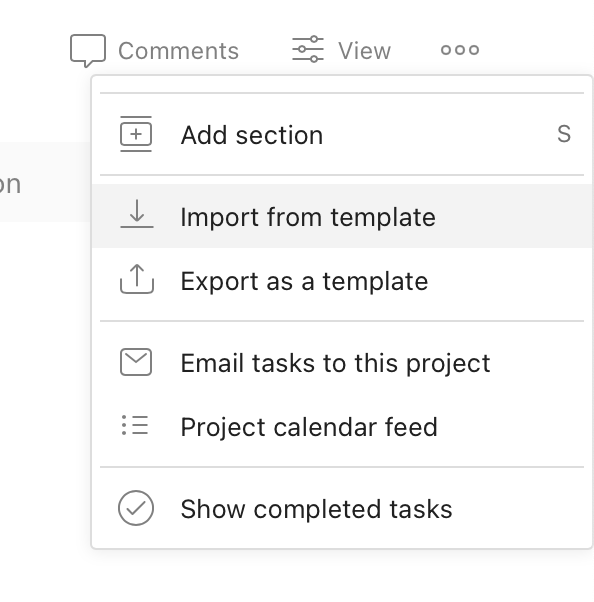 Comments View
Add section S
Import from template
Export as a template
Email tasks to this project
Project calendar feed
Show completed tasks